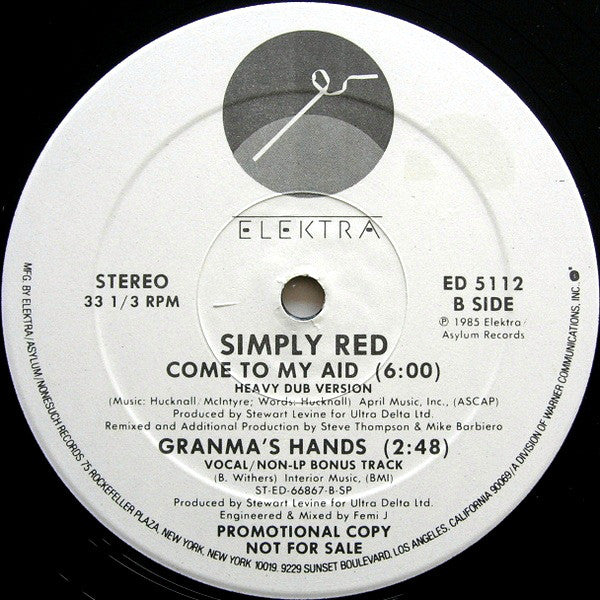 ELEKTRA
STEREO
33 1/3 RPM
ED 5112
B SIDE
℗ 1985 Elektra/
Asylum Records
SIMPLY RED
COME TO MY AID (6:00)
HEAVY DUB VERSION
(Music: Hucknall/McIntyre; Words: Hucknall) April Music, Inc., (ASCAP)
Produced by Stewart Levine for Ultra Delta Ltd.
Remixed and Additional Production by Steve Thompson & Mike Barbiero
GRANMA'S HANDS (2:48)
VOCAL/NON-LP BONUS TRACK
(B. Withers) Interior Music, (BMI)
ST-ED-66867-B-SP
Produced by Stewart Levine for Ultra Delta Ltd.
Engineered & Mixed by Femi J
PROMOTIONAL COPY
NOT FOR SALE
MFG. BY ELEKTRA/ASYLUM/NONESUCH RECORDS 75 ROCKEFELLER PLAZA, NEW YORK, NEW YORK 10019. 9229 SUNSET BOULEVARD, LOS ANGELES, CALIFORNIA 90069/A DIVISION OF WARNER COMMUNICATIONS, INC.